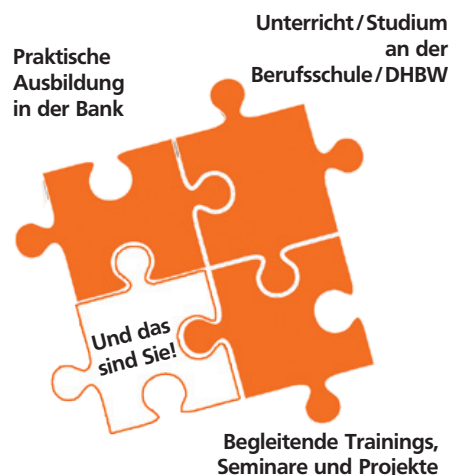 Praktische
Ausbildung
in der Bank
Unterricht/Studium
an der
Berufsschule/DHBW
Und das
sind Sie!
Begleitende Trainings,
Seminare und Projekte